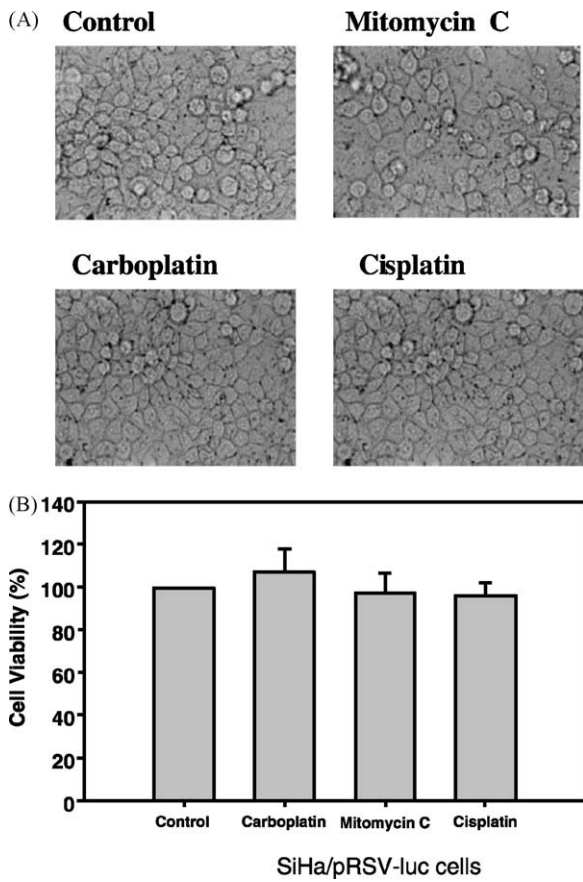 (A) Control Mitomycin C
Carboplatin Cisplatin
(B)
140
120
100
80
60
40
20
0
Cell Viability (%)
Control Carboplatin Mitomycin C Cisplatin
SiHa/pRSV-luc cells